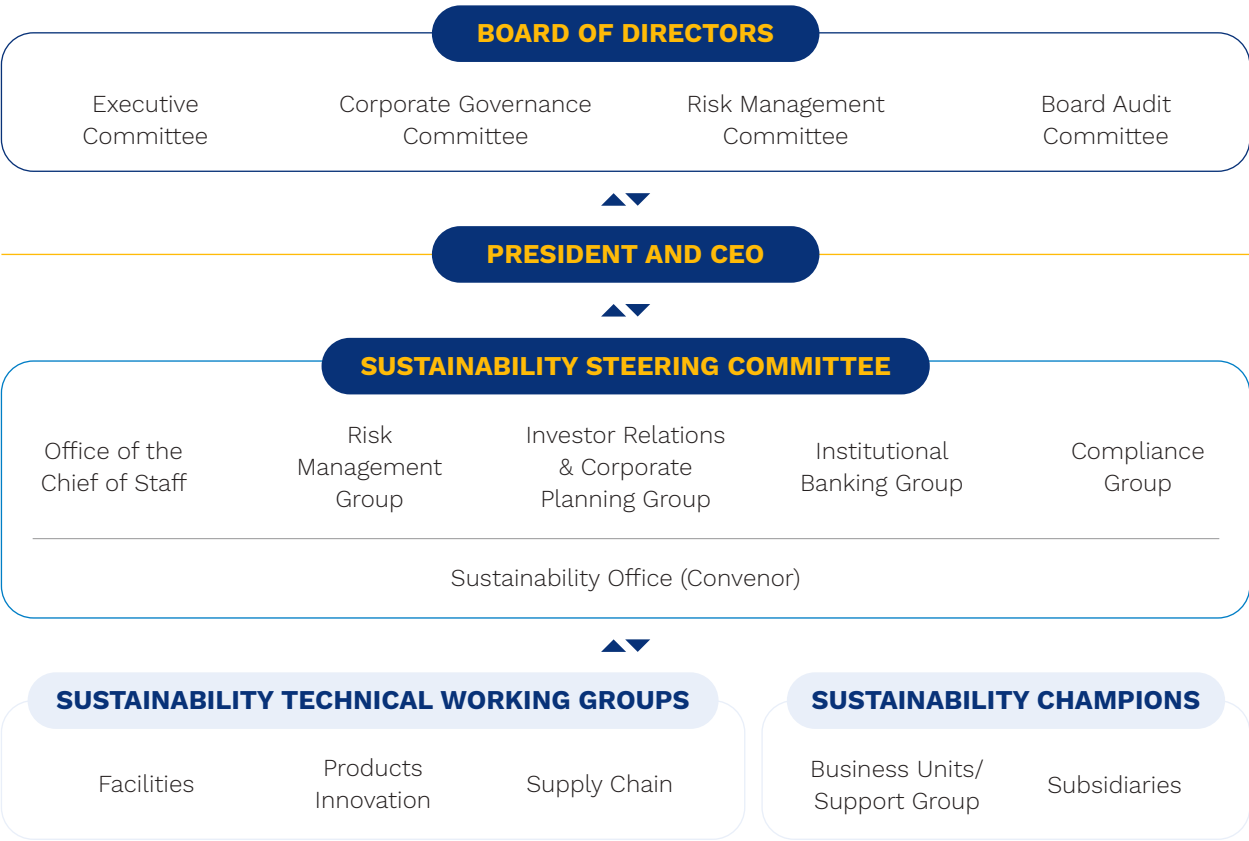 BOARD OF DIRECTORS
Executive
Committee
Corporate Governance
Committee
Risk Management
Committee
Board Audit
Committee
PRESIDENT AND CEO
SUSTAINABILITY STEERING COMMITTEE
Office of the
Chief of Staff
Risk
Management
Group
Investor Relations
& Corporate
Planning Group
Institutional
Banking Group
Compliance
Group
Sustainability Office (Convenor)
SUSTAINABILITY TECHNICAL WORKING GROUPS
Facilities
Products
Innovation
Supply Chain
SUSTAINABILITY CHAMPIONS
Business Units/
Support Group
Subsidiaries